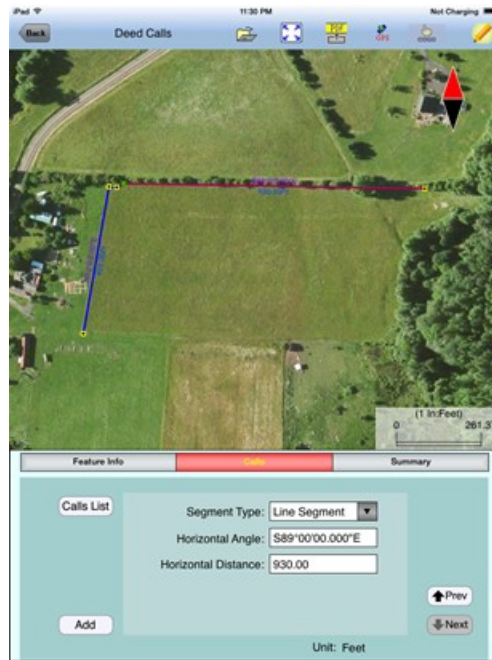 iPad 11:30 PM Not Charging
Back Deed Calls PDF GPS
(1 In:Feet)
0 261.3
Feature Info Calls Summary
Calls List
Segment Type: Line Segment
Horizontal Angle: S89°00'00.000"E
Horizontal Distance: 930.00
Prev
Add Next
Unit: Feet